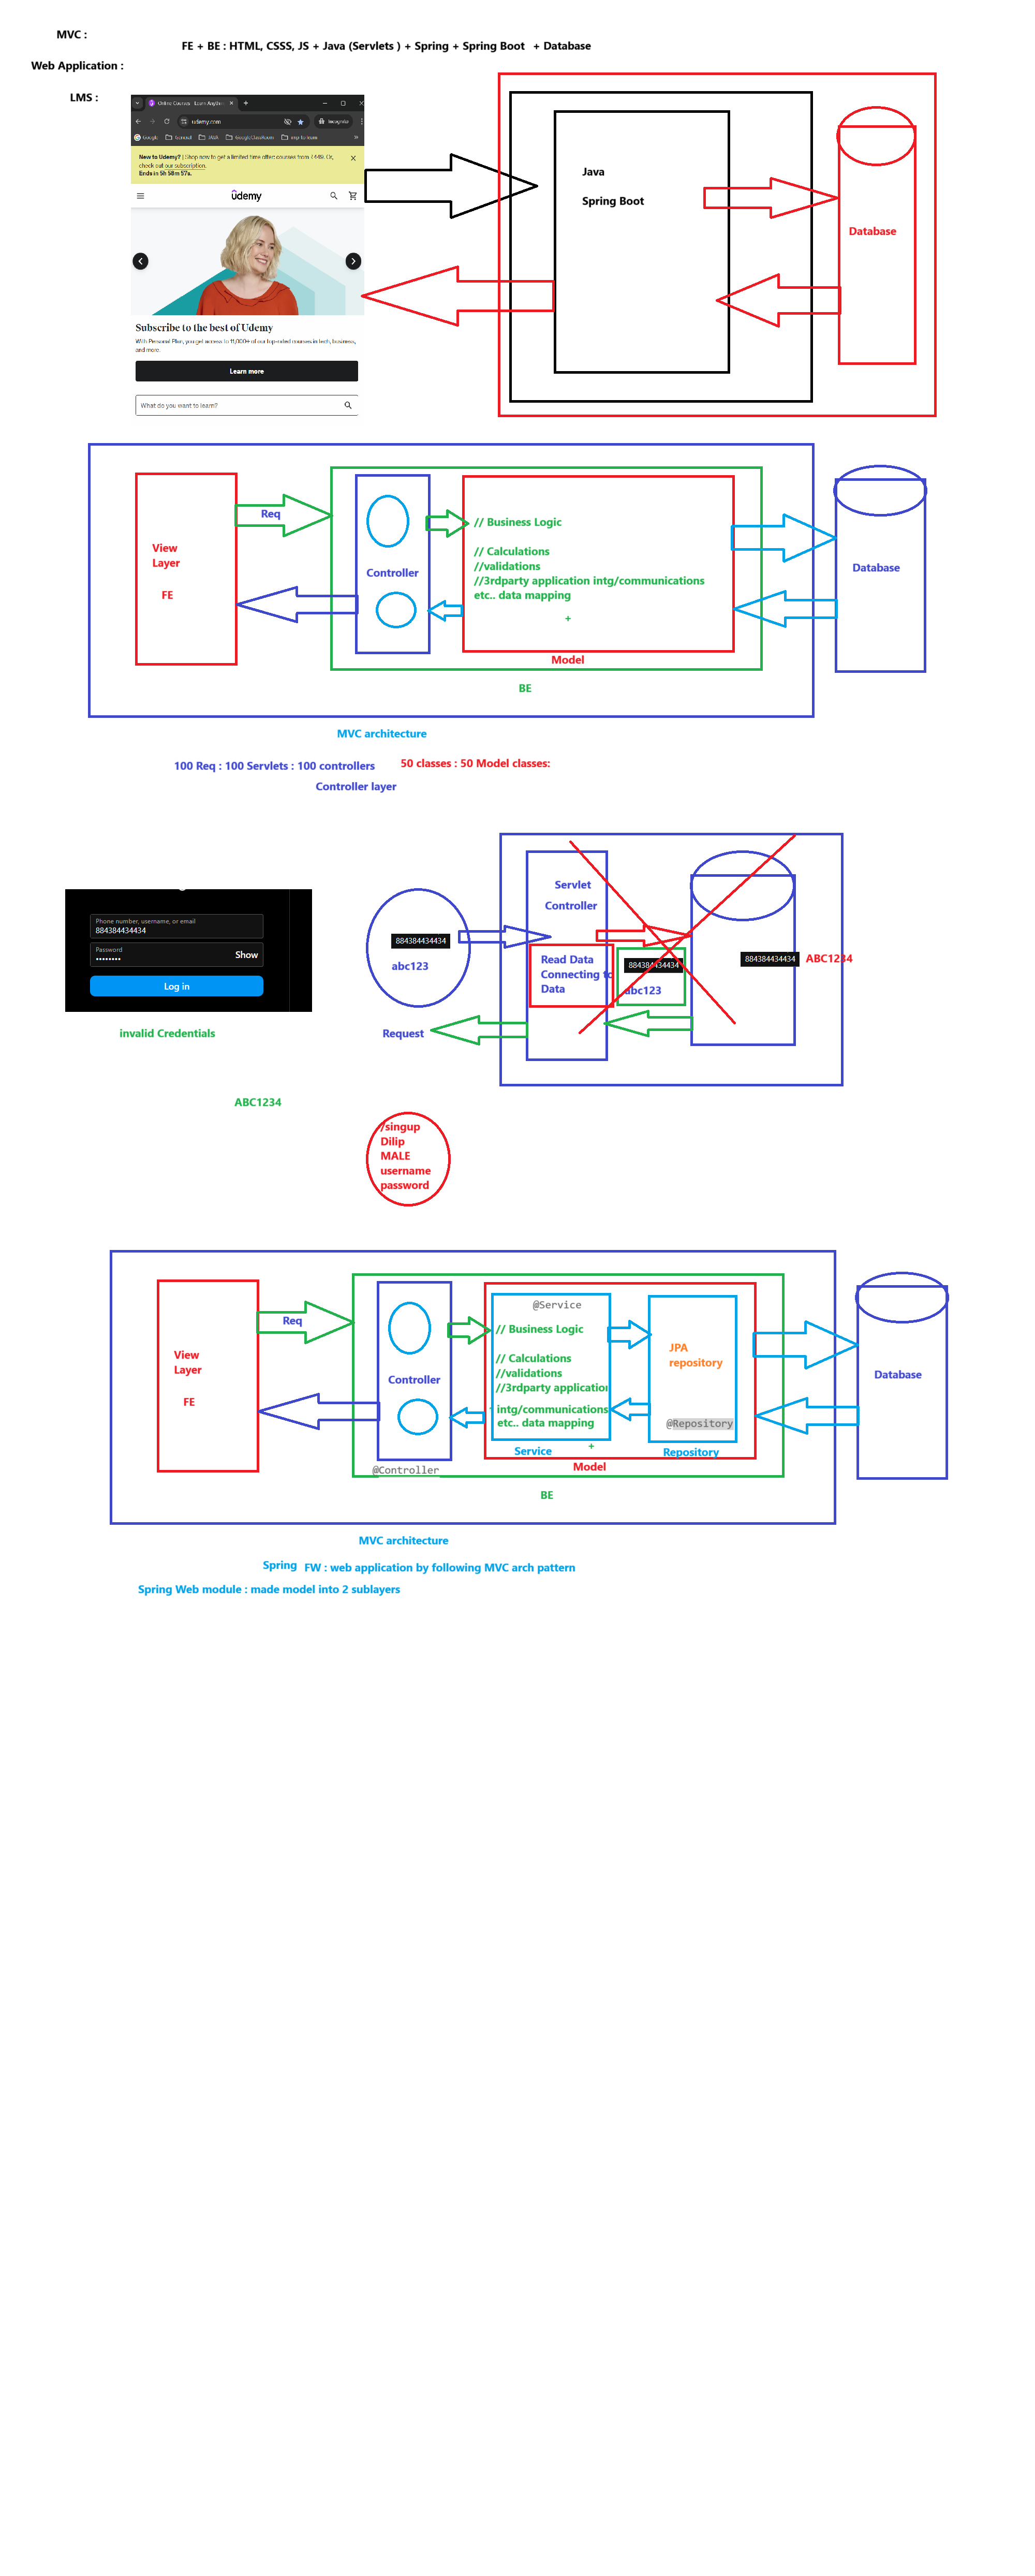 MVC :
FE + BE : HTML, CSSS, JS + Java (Servlets ) + Spring + Spring Boot + Database
Web Application :
LMS :
Online Courses - Learn Anythin
udemy.com
Incognito
Google
General
JAVA
GoogleClassRoom
imp to learn
New to Udemy? | Shop now to get a limited time offer: courses from ₹449. Or,
check out our subscription.
Ends in 5h 58m 57s.
ûdemy
Subscribe to the best of Udemy
With Personal Plan, you get access to 11,000+ of our top-rated courses in tech, business,
and more.
Learn more
What do you want to learn?
Java
Spring Boot
Database
View
Layer
FE
Req
Controller
// Business Logic
// Calculations
//validations
//3rdparty application intg/communications
etc.. data mapping
+
Model
BE
Database
MVC architecture
100 Req : 100 Servlets : 100 controllers
50 classes : 50 Model classes:
Controller layer
Phone number, username, or email
884384434434
Password
••••••••
Show
Log in
invalid Credentials
ABC1234
884384434434
abc123
Request
Servlet
Controller
Read Data
Connecting to
Data
884384434434
abc123
884384434434
ABC1234
/singup
Dilip
MALE
username
password
View
Layer
FE
Req
Controller
@Controller
@Service
// Business Logic
// Calculations
//validations
//3rdparty application
intg/communications
etc.. data mapping
Service
+
JPA
repository
@Repository
Repository
Model
BE
Database
MVC architecture
Spring FW : web application by following MVC arch pattern
Spring Web module : made model into 2 sublayers